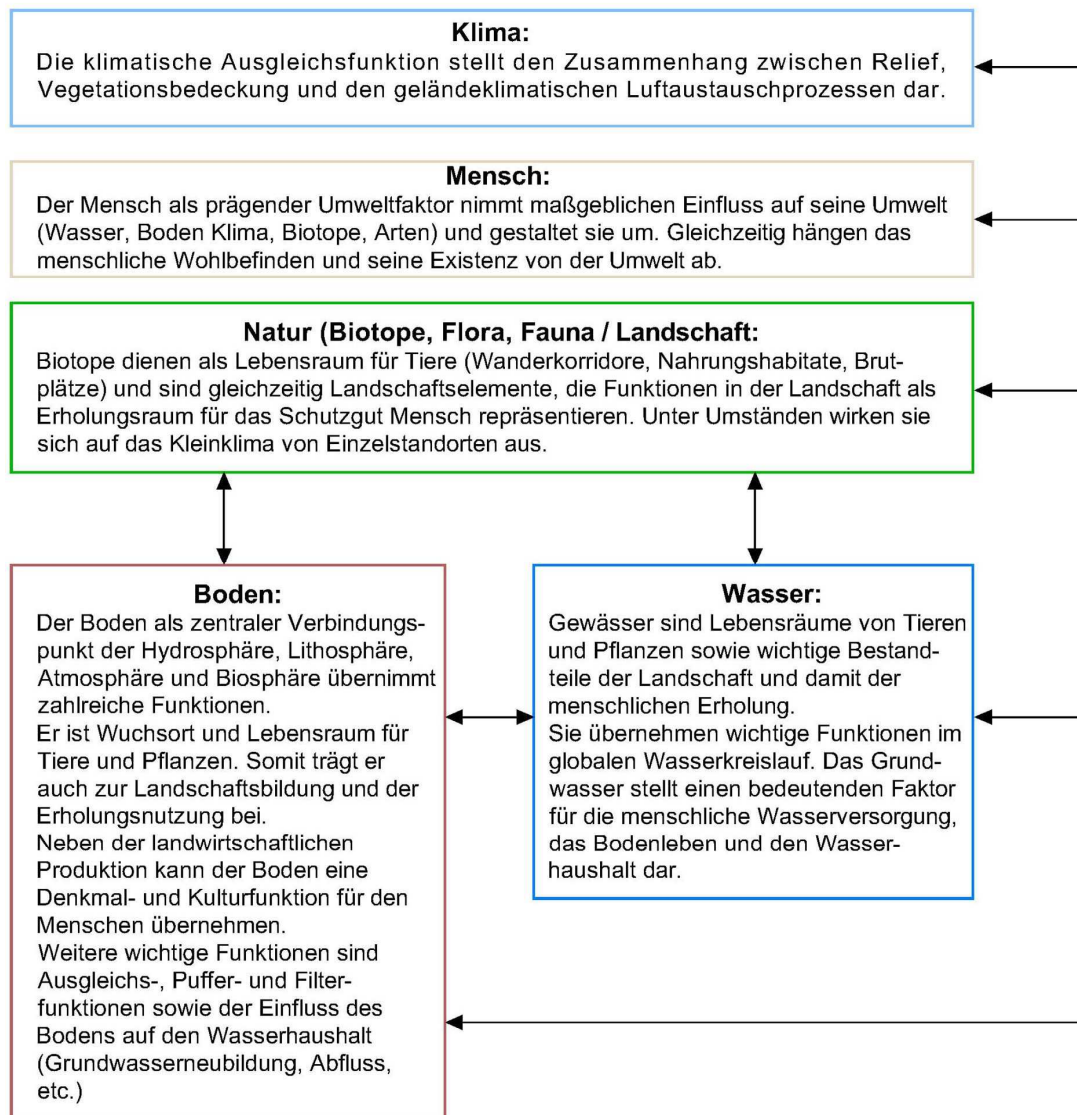 Klima:
Die klimatische Ausgleichsfunktion stellt den Zusammenhang zwischen Relief,
Vegetationsbedeckung und den geländeklimatischen Luftaustauschprozessen dar.
Mensch:
Der Mensch als prägender Umweltfaktor nimmt maßgeblichen Einfluss auf seine Umwelt
(Wasser, Boden Klima, Biotope, Arten) und gestaltet sie um. Gleichzeitig hängen das
menschliche Wohlbefinden und seine Existenz von der Umwelt ab.
Natur (Biotope, Flora, Fauna / Landschaft:
Biotope dienen als Lebensraum für Tiere (Wanderkorridore, Nahrungshabitate, Brut-
plätze) und sind gleichzeitig Landschaftselemente, die Funktionen in der Landschaft als
Erholungsraum für das Schutzgut Mensch repräsentieren. Unter Umständen wirken sie
sich auf das Kleinklima von Einzelstandorten aus.
Boden:
Der Boden als zentraler Verbindungs-
punkt der Hydrosphäre, Lithosphäre,
Atmosphäre und Biosphäre übernimmt
zahlreiche Funktionen.
Er ist Wuchsort und Lebensraum für
Tiere und Pflanzen. Somit trägt er
auch zur Landschaftsbildung und der
Erholungsnutzung bei.
Neben der landwirtschaftlichen
Produktion kann der Boden eine
Denkmal- und Kulturfunktion für den
Menschen übernehmen.
Weitere wichtige Funktionen sind
Ausgleichs-, Puffer- und Filter-
funktionen sowie der Einfluss des
Bodens auf den Wasserhaushalt
(Grundwasserneubildung, Abfluss,
etc.)
Wasser:
Gewässer sind Lebensräume von Tieren
und Pflanzen sowie wichtige Bestand-
teile der Landschaft und damit der
menschlichen Erholung.
Sie übernehmen wichtige Funktionen im
globalen Wasserkreislauf. Das Grund-
wasser stellt einen bedeutenden Faktor
für die menschliche Wasserversorgung,
das Bodenleben und den Wasser-
haushalt dar.